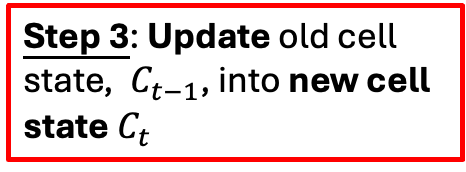 Step 3: Update old cell
state, C_{t−1}, into new cell
state C_t